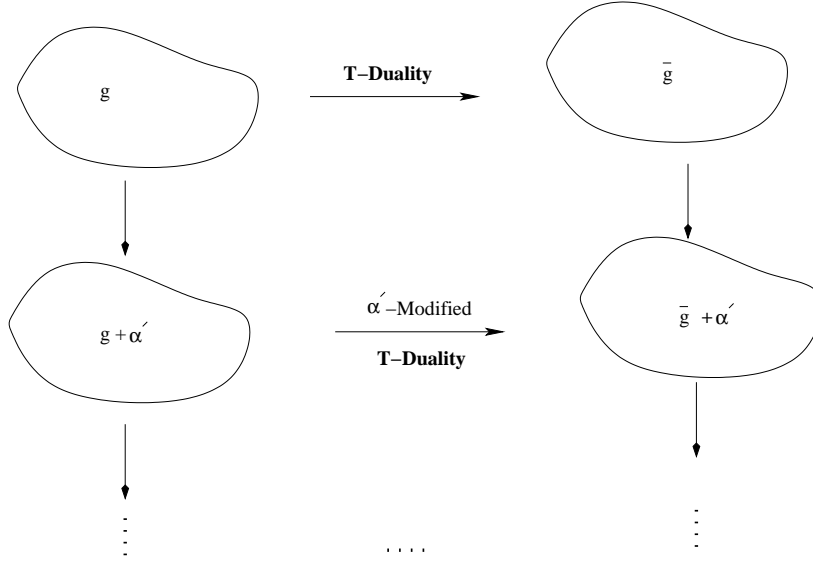 g
T–Duality
g̅
g + α´
α´–Modified
T–Duality
g̅ + α´